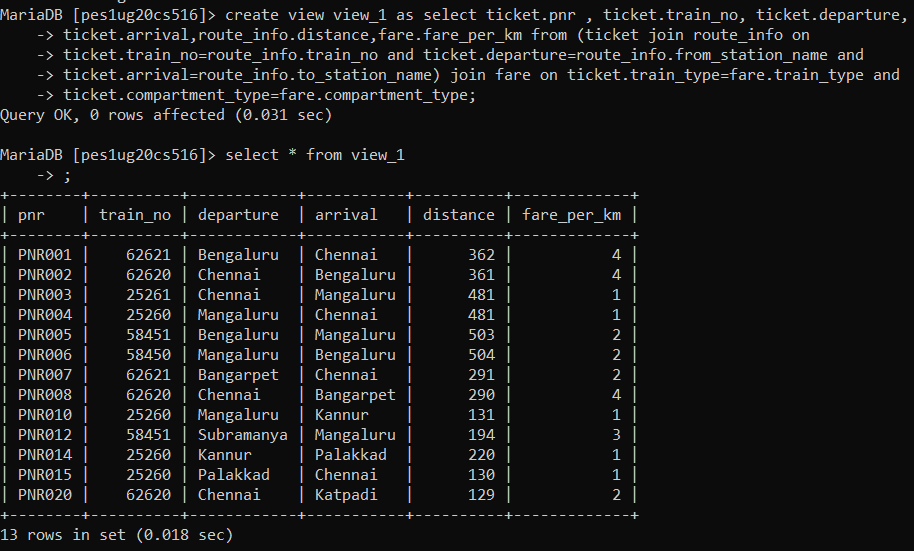 MariaDB [pes1ug20cs516]> create view view_1 as select ticket.pnr , ticket.train_no, ticket.departure,
    -> ticket.arrival,route_info.distance,fare.fare_per_km from (ticket join route_info on
    -> ticket.train_no=route_info.train_no and ticket.departure=route_info.from_station_name and
    -> ticket.arrival=route_info.to_station_name) join fare on ticket.train_type=fare.train_type and
    -> ticket.compartment_type=fare.compartment_type;
Query OK, 0 rows affected (0.031 sec)

MariaDB [pes1ug20cs516]> select * from view_1
    -> ;
+--------+----------+------------+-----------+----------+-------------+
| pnr    | train_no | departure  | arrival   | distance | fare_per_km |
+--------+----------+------------+-----------+----------+-------------+
| PNR001 |    62621 | Bengaluru  | Chennai   |      362 |           4 |
| PNR002 |    62620 | Chennai    | Bengaluru |      361 |           4 |
| PNR003 |    25261 | Chennai    | Mangaluru |      481 |           1 |
| PNR004 |    25260 | Mangaluru  | Chennai   |      481 |           1 |
| PNR005 |    58451 | Bengaluru  | Mangaluru |      503 |           2 |
| PNR006 |    58450 | Mangaluru  | Bengaluru |      504 |           2 |
| PNR007 |    62621 | Bangarpet  | Chennai   |      291 |           2 |
| PNR008 |    62620 | Chennai    | Bangarpet |      290 |           4 |
| PNR010 |    25260 | Mangaluru  | Kannur    |      131 |           1 |
| PNR012 |    58451 | Subramanya | Mangaluru |      194 |           3 |
| PNR014 |    25260 | Kannur     | Palakkad  |      220 |           1 |
| PNR015 |    25260 | Palakkad   | Chennai   |      130 |           1 |
| PNR020 |    62620 | Chennai    | Katpadi   |      129 |           2 |
+--------+----------+------------+-----------+----------+-------------+
13 rows in set (0.018 sec)